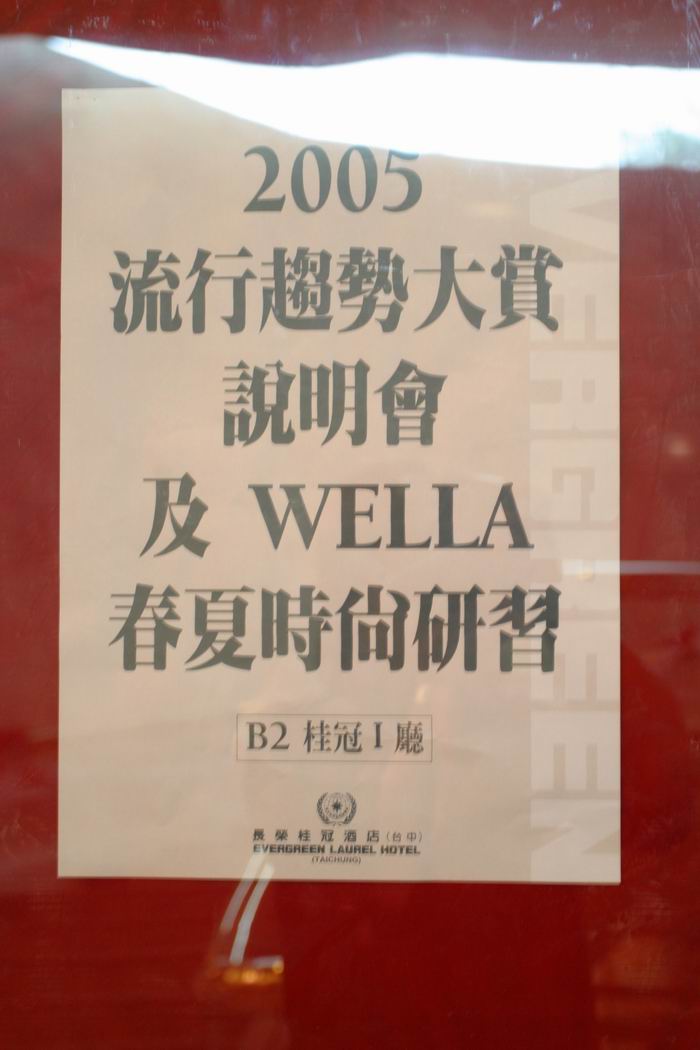 2005
流行趨勢大賞
說明會
及 WELLA
春夏時尚研習
B2 桂冠 I 廳
長榮桂冠酒店(台中)
EVERGREEN LAUREL HOTEL
(TAICHUNG)
EVERGREEN